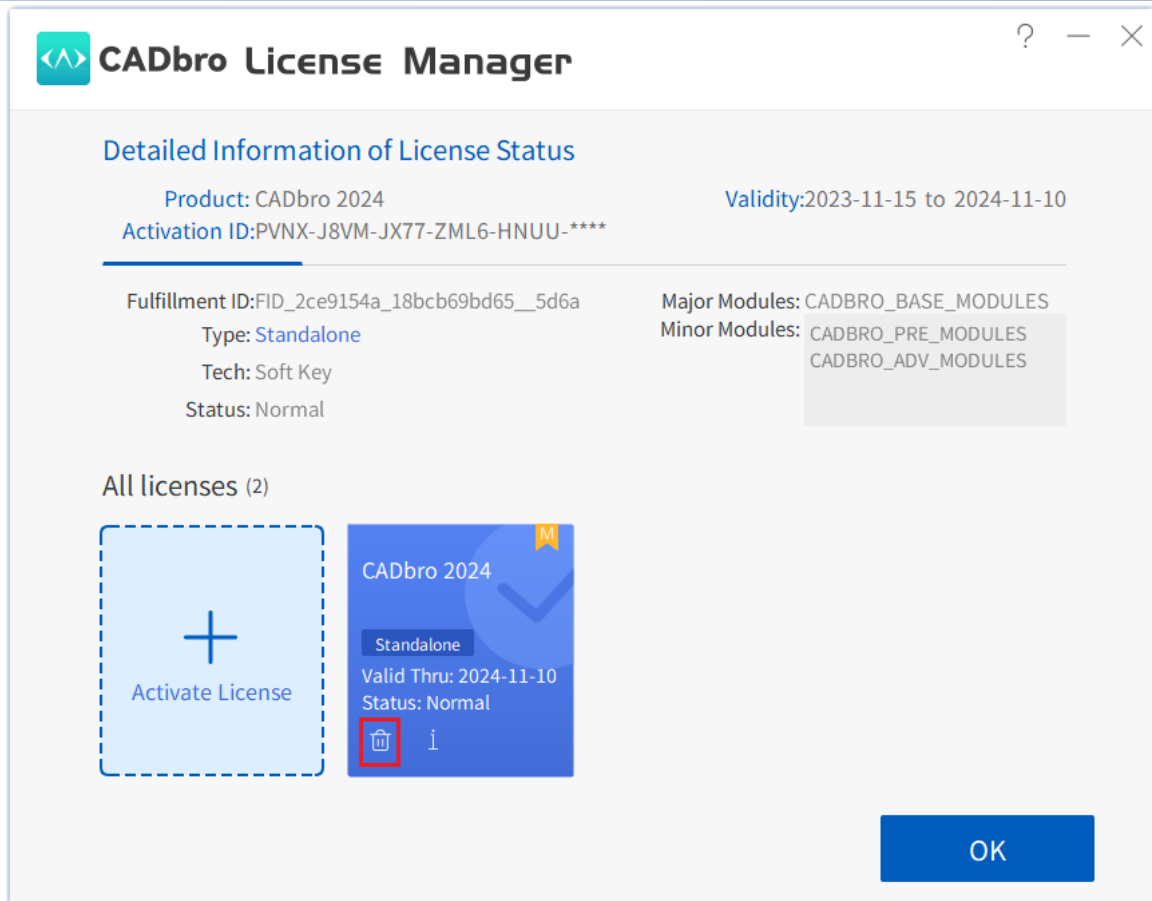 CADbro License Manager
Detailed Information of License Status
Product: CADbro 2024
Validity:2023-11-15 to 2024-11-10
Activation ID:PVNX-J8VM-JX77-ZML6-HNUU-****
Fulfillment ID:FID_2ce9154a_18bcb69bd65__5d6a
Major Modules: CADBRO_BASE_MODULES
Type: Standalone
Minor Modules: CADBRO_PRE_MODULES
CADBRO_ADV_MODULES
Tech: Soft Key
Status: Normal
All licenses (2)
Activate License
M
CADbro 2024
Standalone
Valid Thru: 2024-11-10
Status: Normal
i
OK